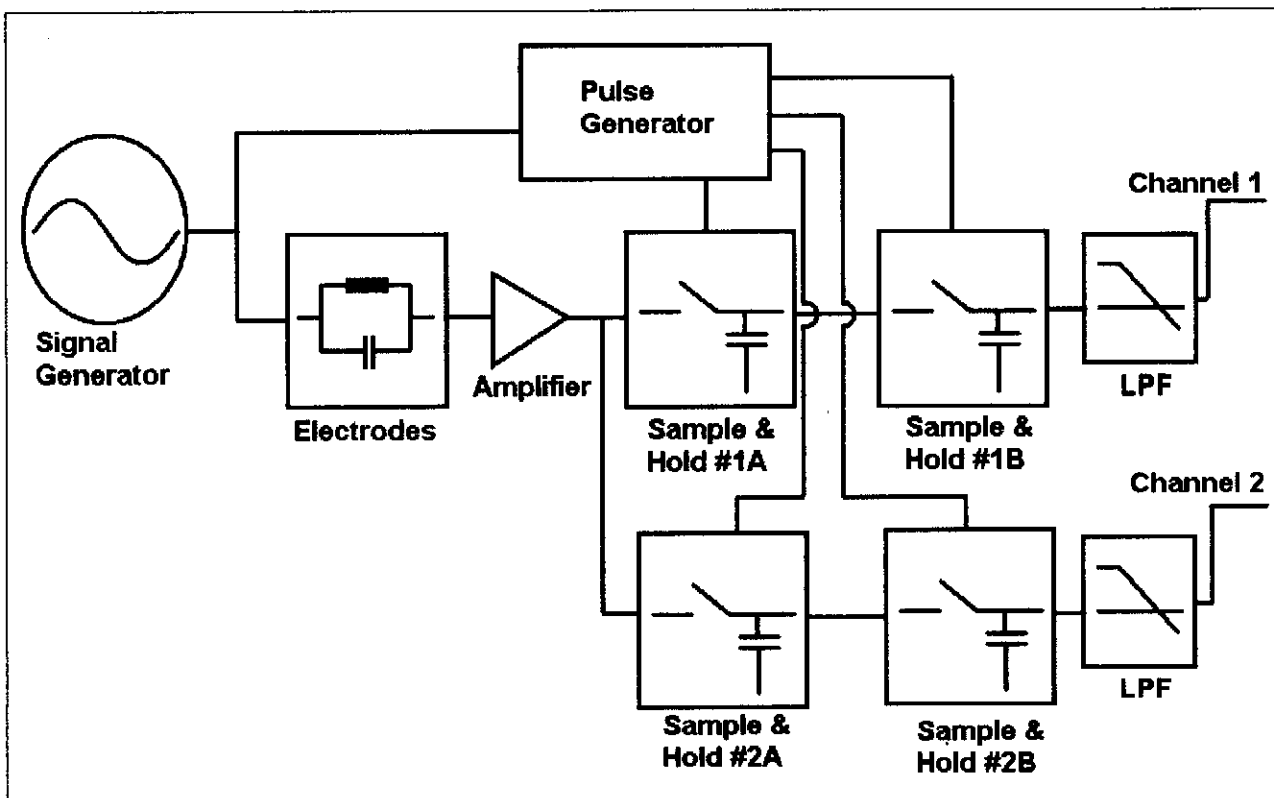 Pulse
Generator
Channel 1
Signal
Generator
Electrodes
Amplifier
Sample &
Hold #1A
Sample &
Hold #1B
LPF
Channel 2
Sample &
Hold #2A
Sample &
Hold #2B
LPF